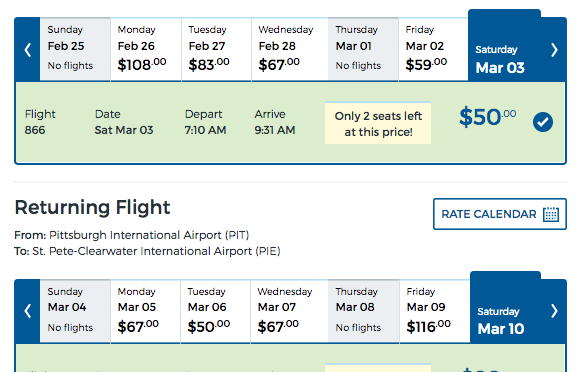 Sunday Monday Tuesday Wednesday Thursday Friday Saturday
Feb 25 Feb 26 Feb 27 Feb 28 Mar 01 Mar 02 Mar 03
No flights $108.00 $83.00 $67.00 No flights $59.00
Flight Date Depart Arrive
866 Sat Mar 03 7:10 AM 9:31 AM
Only 2 seats left
at this price!
$50.00
Returning Flight
RATE CALENDAR
From: Pittsburgh International Airport (PIT)
To: St. Pete-Clearwater International Airport (PIE)
Sunday Monday Tuesday Wednesday Thursday Friday Saturday
Mar 04 Mar 05 Mar 06 Mar 07 Mar 08 Mar 09 Mar 10
No flights $67.00 $50.00 $67.00 No flights $116.00